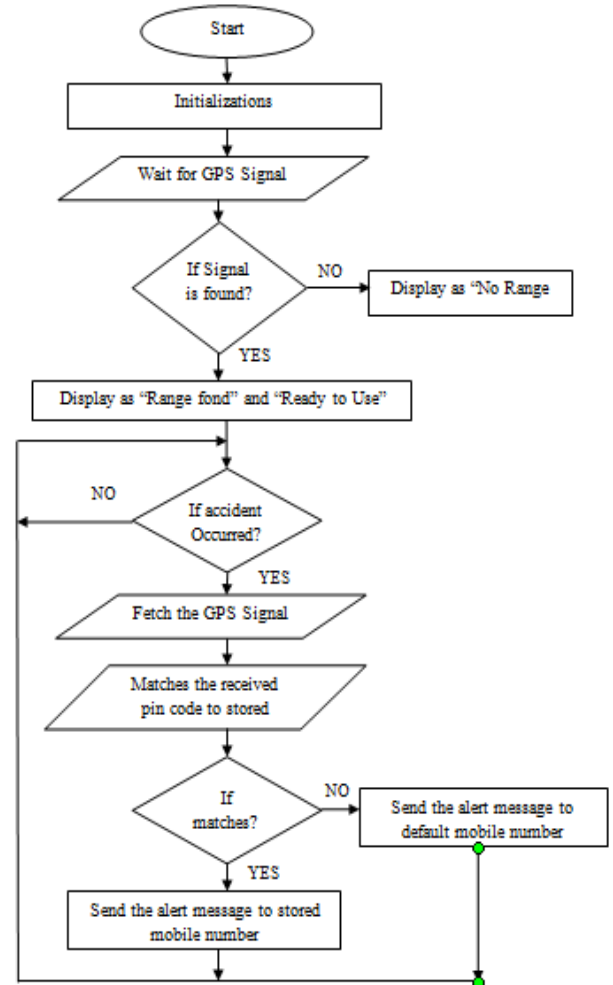 Start
Initializations
Wait for GPS Signal
If Signal
is found?
NO
Display as “No Range
YES
Display as “Range fond” and “Ready to Use”
NO
If accident
Occurred?
YES
Fetch the GPS Signal
Matches the received
pin code to stored
If
matches?
NO
Send the alert message to
default mobile number
YES
Send the alert message to stored
mobile number